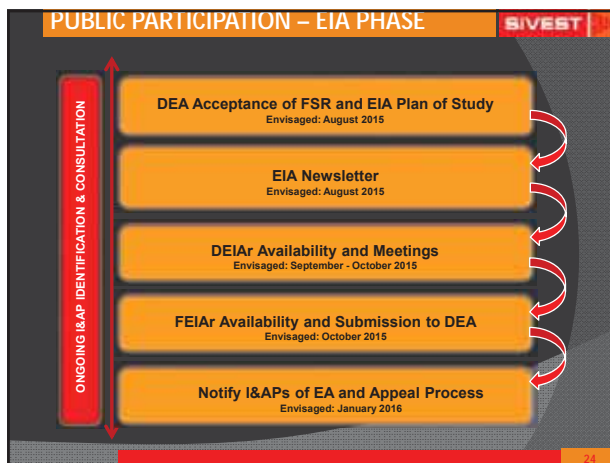 PUBLIC PARTICIPATION – EIA PHASE
SIVEST
ONGOING I&AP IDENTIFICATION & CONSULTATION
DEA Acceptance of FSR and EIA Plan of Study
Envisaged: August 2015
EIA Newsletter
Envisaged: August 2015
DEIAr Availability and Meetings
Envisaged: September - October 2015
FEIAr Availability and Submission to DEA
Envisaged: October 2015
Notify I&APs of EA and Appeal Process
Envisaged: January 2016
24